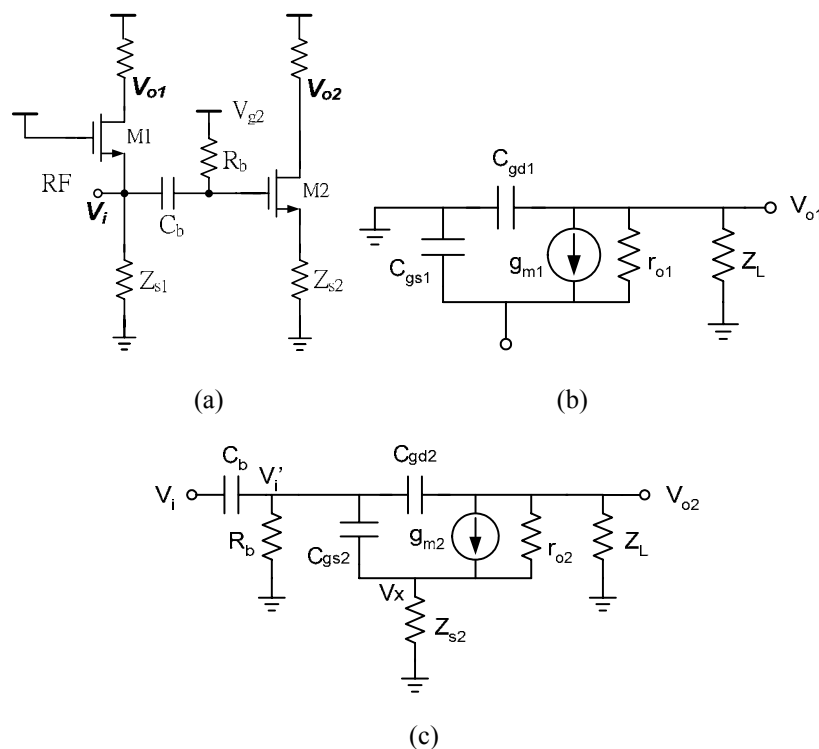 Vo1
Vo2
Vg2
M1
Rb
RF
M2
Vi
Cb
Zs1
Zs2
(a)
Cgd1
Vo1
Cgs1
gm1
ro1
ZL
(b)
Cb
Vi'
Cgd2
Vi
Vo2
Rb
Cgs2
gm2
ro2
ZL
Vx
Zs2
(c)